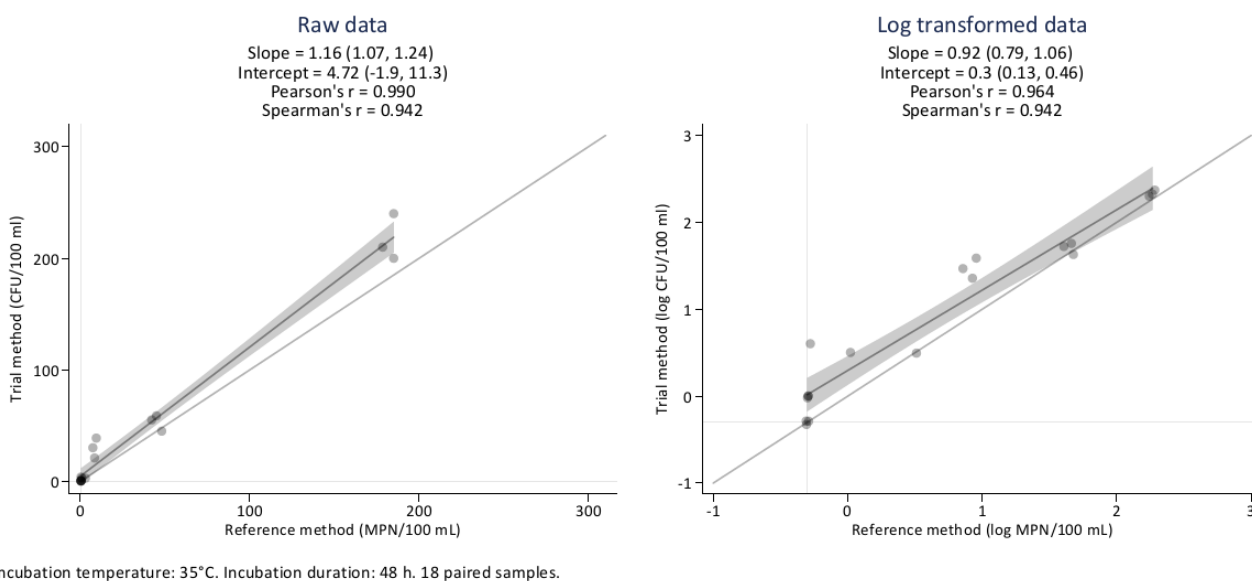 Raw data
Slope = 1.16 (1.07, 1.24)
Intercept = 4.72 (-1.9, 11.3)
Pearson's r = 0.990
Spearman's r = 0.942
300
200
100
0
Trial method (CFU/100 ml)
0
100
200
300
Reference method (MPN/100 mL)
Log transformed data
Slope = 0.92 (0.79, 1.06)
Intercept = 0.3 (0.13, 0.46)
Pearson's r = 0.964
Spearman's r = 0.942
3
2
1
0
-1
Trial method (log CFU/100 ml)
-1
0
1
2
3
Reference method (log MPN/100 mL)
ncubation temperature: 35°C. Incubation duration: 48 h. 18 paired samples.